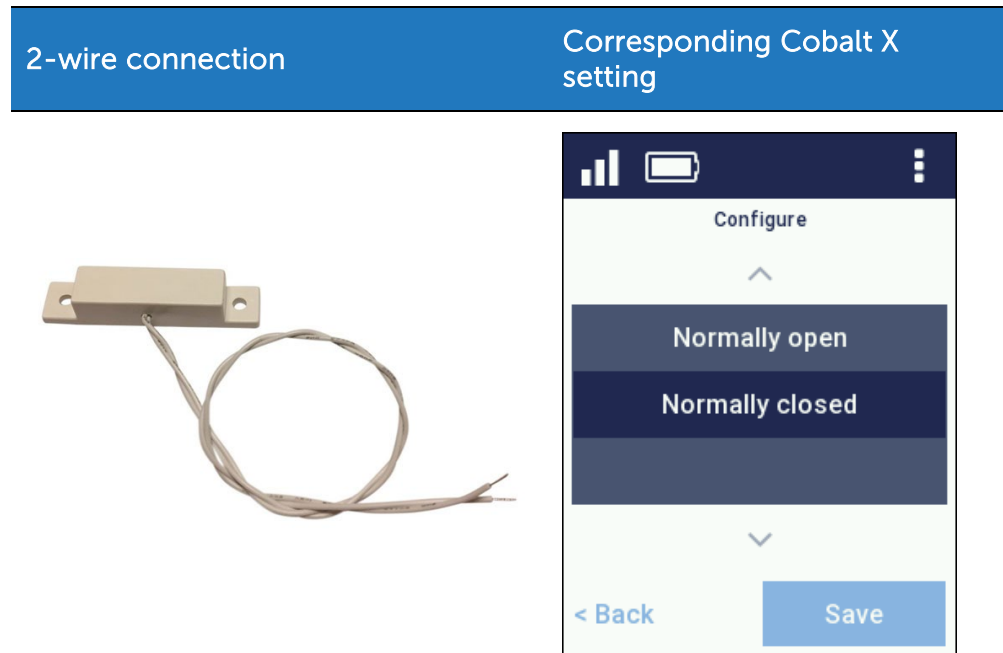 2-wire connection
Corresponding Cobalt X
setting
Configure
Normally open
Normally closed
< Back
Save